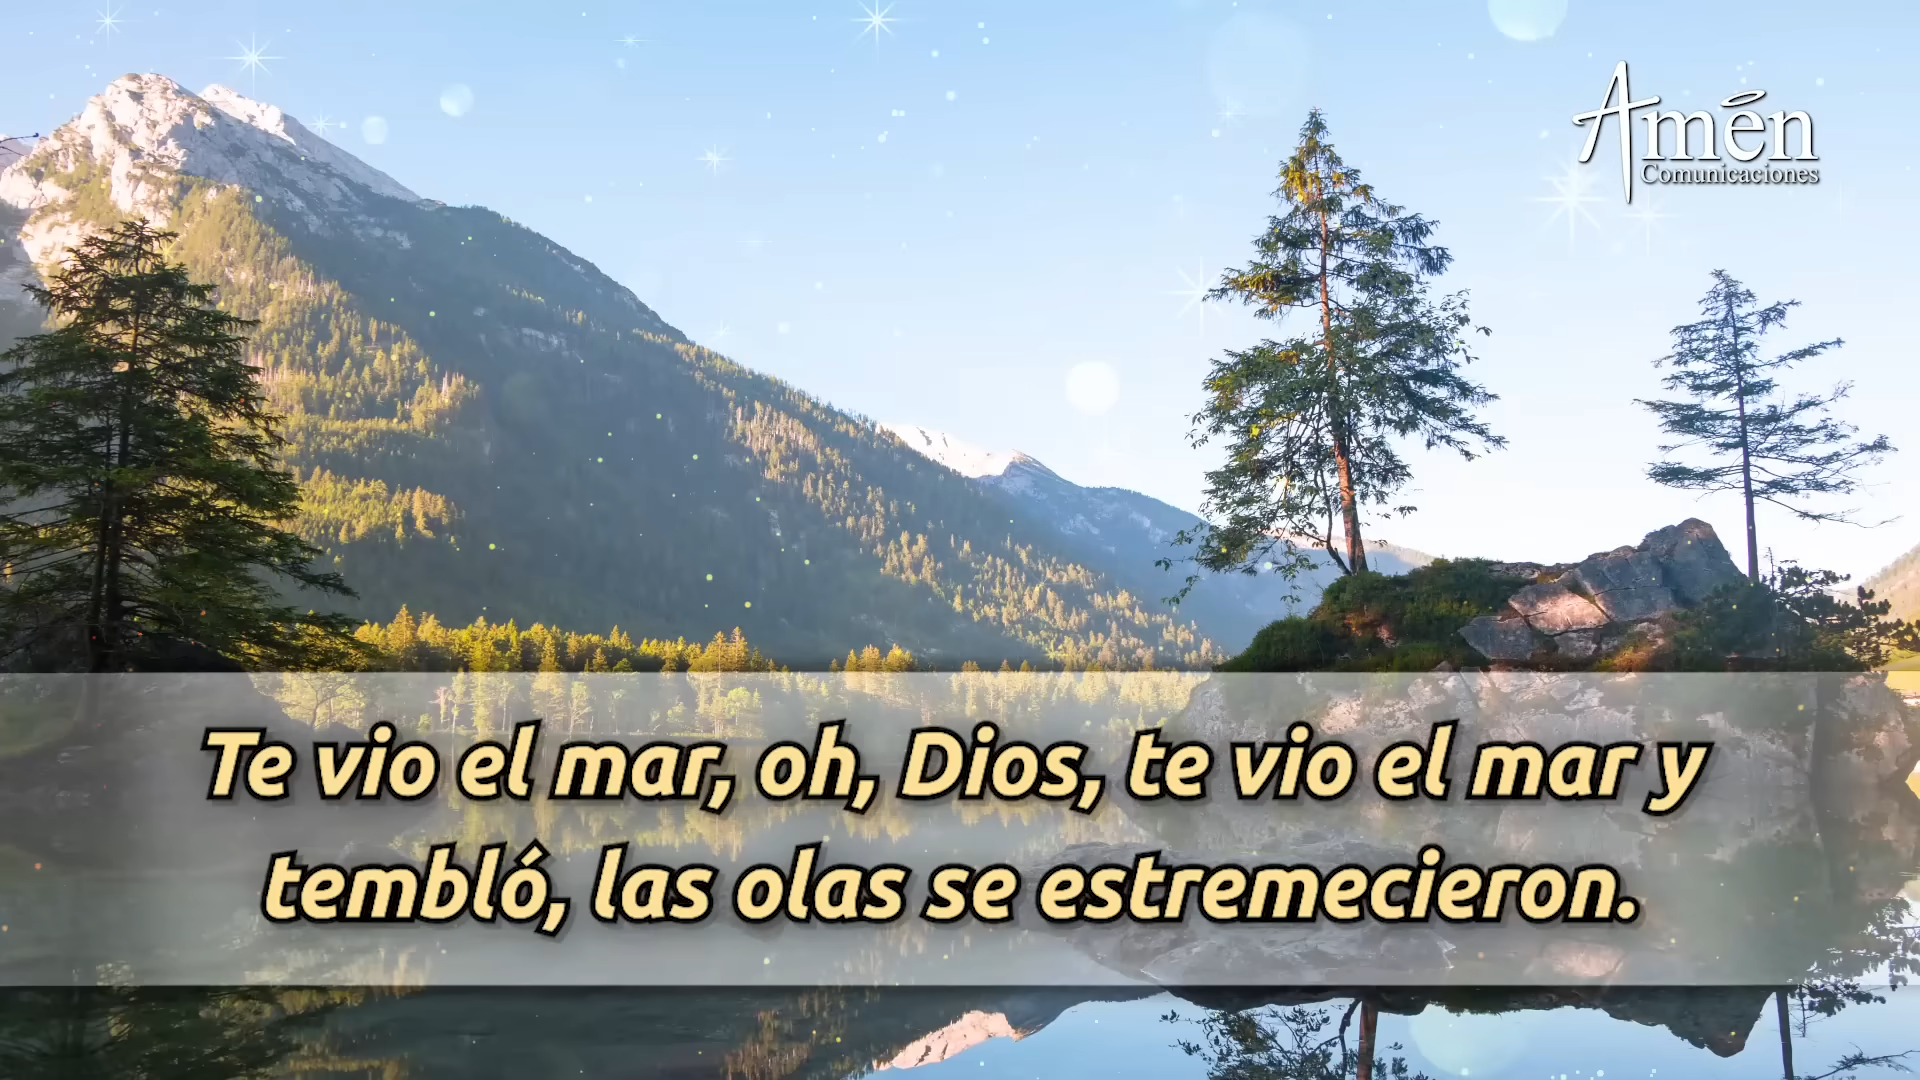 Amén
Comunicaciones
Te vio el mar, oh, Dios, te vio el mar y
tembló, las olas se estremecieron.